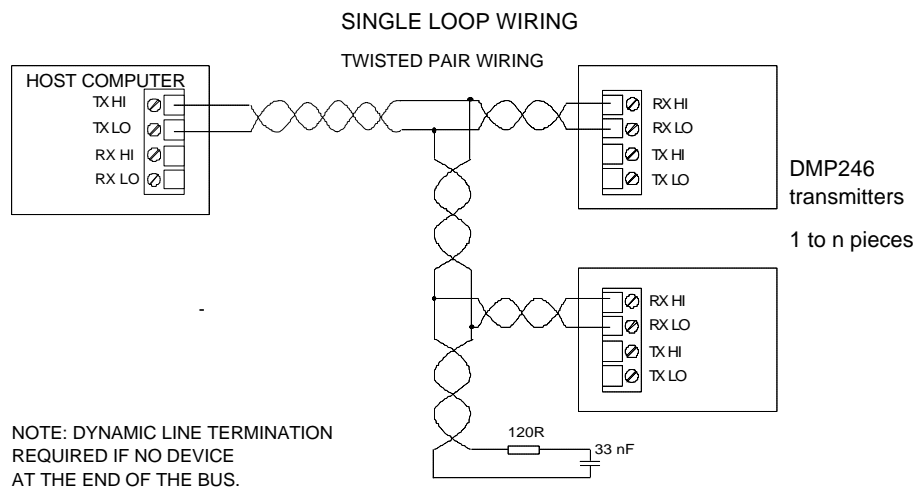 SINGLE LOOP WIRING
TWISTED PAIR WIRING
HOST COMPUTER
TX HI
TX LO
RX HI
RX LO
RX HI
RX LO
TX HI
TX LO
DMP246
transmitters
1 to n pieces
RX HI
RX LO
TX HI
TX LO
120R
33 nF
NOTE: DYNAMIC LINE TERMINATION
REQUIRED IF NO DEVICE
AT THE END OF THE BUS.